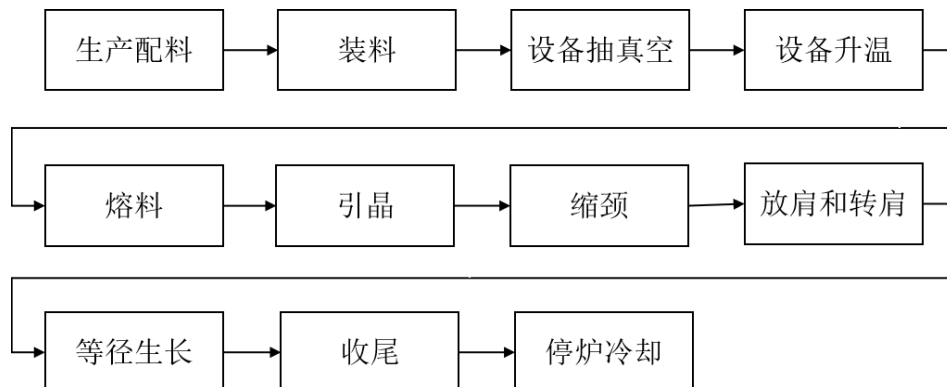 生产配料
装料
设备抽真空
设备升温
熔料
引晶
缩颈
放肩和转肩
等径生长
收尾
停炉冷却